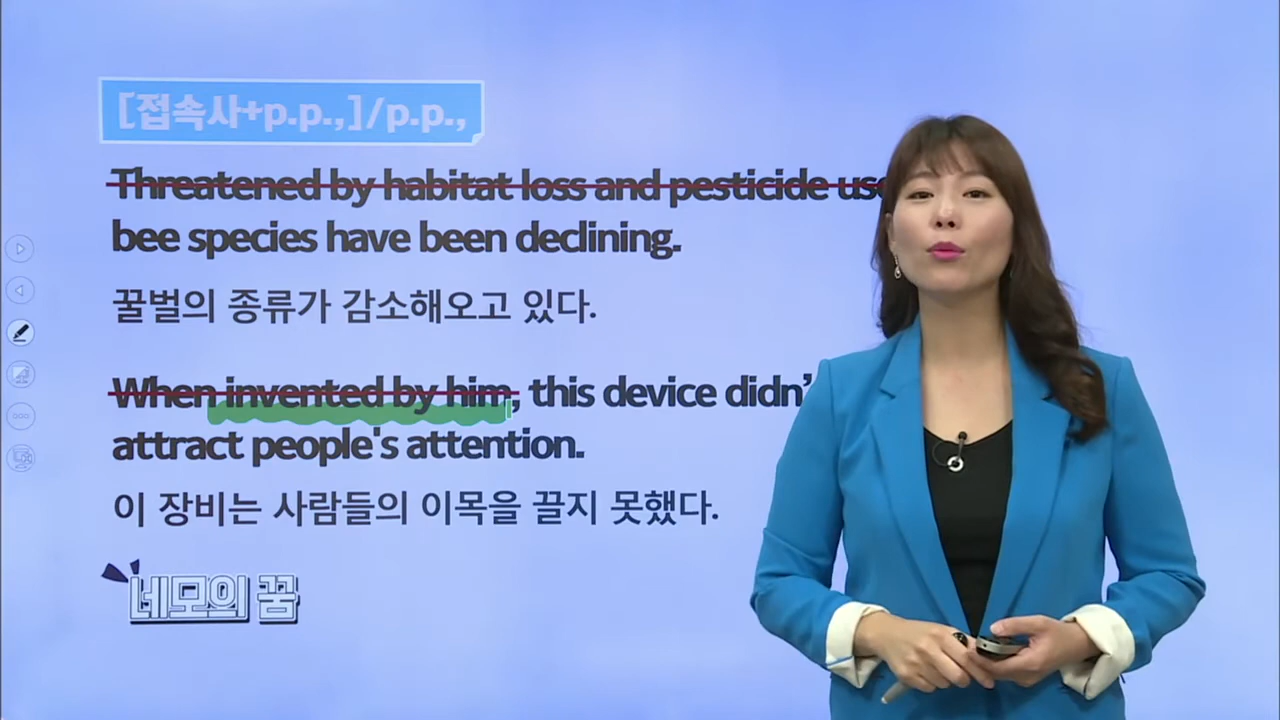 [접속사+p.p.,]/p.p.,
Threatened by habitat loss and pesticide use
bee species have been declining.
꿀벌의 종류가 감소해오고 있다.
When invented by him, this device didn'
attract people's attention.
이 장비는 사람들의 이목을 끌지 못했다.
네모의 꿈